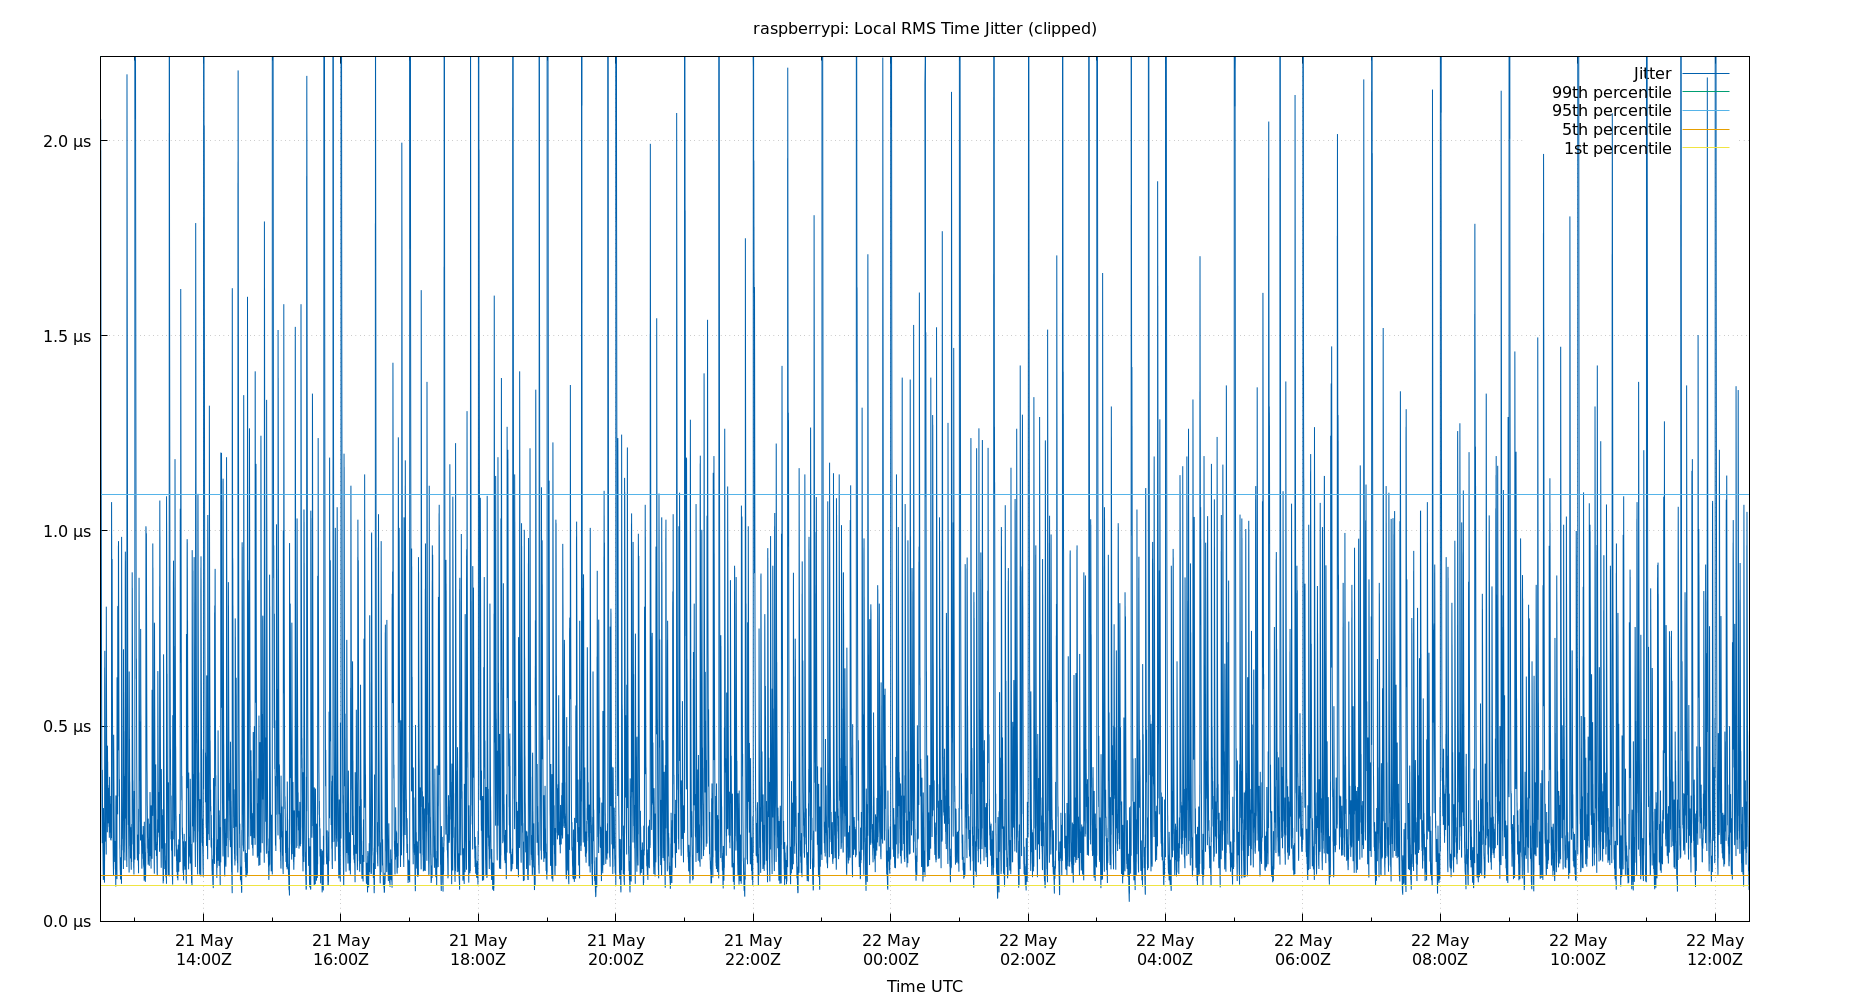 raspberrypi: Local RMS Time Jitter (clipped)
Jitter
99th percentile
95th percentile
5th percentile
1st percentile
2.0 µs
1.5 µs
1.0 µs
0.5 µs
0.0 µs
21 May 21 May 21 May 21 May 21 May 22 May 22 May 22 May 22 May 22 May 22 May 22 May
14:00Z 16:00Z 18:00Z 20:00Z 22:00Z 00:00Z 02:00Z 04:00Z 06:00Z 08:00Z 10:00Z 12:00Z
Time UTC